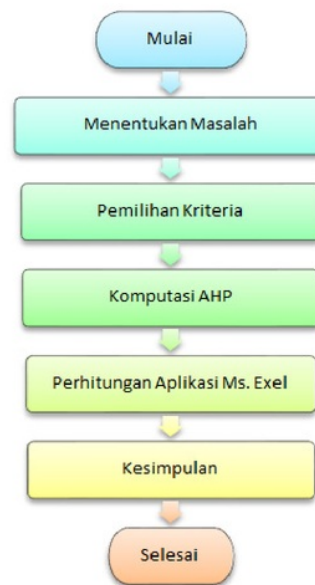 Mulai
Menentukan Masalah
Pemilihan Kriteria
Komputasi AHP
Perhitungan Aplikasi Ms. Exel
Kesimpulan
Selesai